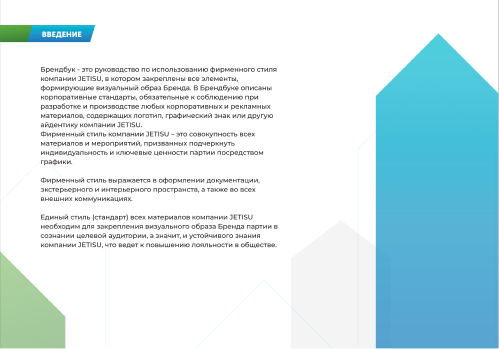 ВВЕДЕНИЕ
Брендбук - это руководство по использованию фирменного стиля
компании JETISU, в котором закреплены все элементы,
формирующие визуальный образ Бренда. В Брендбуке описаны
корпоративные стандарты, обязательные к соблюдению при
разработке и производстве любых корпоративных и рекламных
материалов, содержащих логотип, графический знак или другую
айдентику компании JETISU.
Фирменный стиль компании JETISU – это совокупность всех
материалов и мероприятий, призванных подчеркнуть
индивидуальность и ключевые ценности партии посредством
графики.
Фирменный стиль выражается в оформлении документации,
экстерьерного и интерьерного пространств, а также во всех
внешних коммуникациях.
Единый стиль (стандарт) всех материалов компании JETISU
необходим для закрепления визуального образа Бренда партии в
сознании целевой аудитории, а значит, и устойчивого знания
компании JETISU, что ведет к повышению лояльности в обществе.